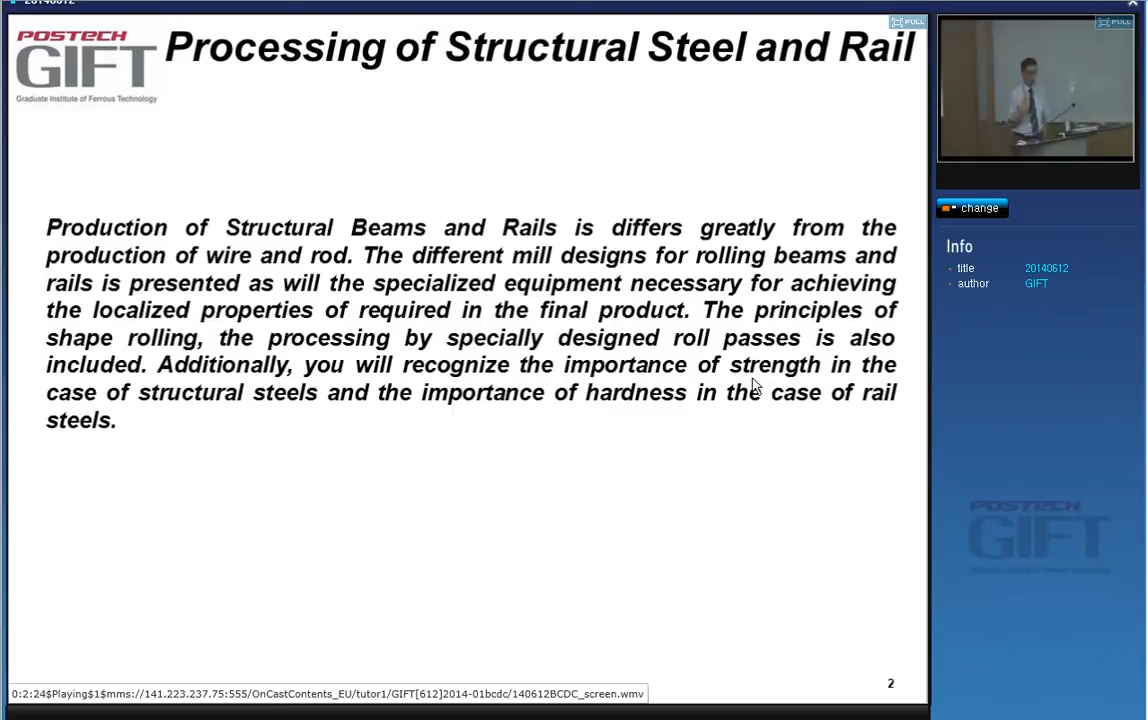 20140612
POSTECH
GIFT
Graduate Institute of Ferrous Technology
Processing of Structural Steel and Rail
FULL
FULL
Production of Structural Beams and Rails is differs greatly from the
production of wire and rod. The different mill designs for rolling beams and
rails is presented as will the specialized equipment necessary for achieving
the localized properties of required in the final product. The principles of
shape rolling, the processing by specially designed roll passes is also
included. Additionally, you will recognize the importance of strength in the
case of structural steels and the importance of hardness in the case of rail
steels.
change
Info
title 20140612
author GIFT
POSTECH
GIFT
2
0:2:24$Playing$1$mms://141.223.237.75:555/OnCastContents_EU/tutor1/GIFT[612]2014-01bcdc/140612BCDC_screen.wmv